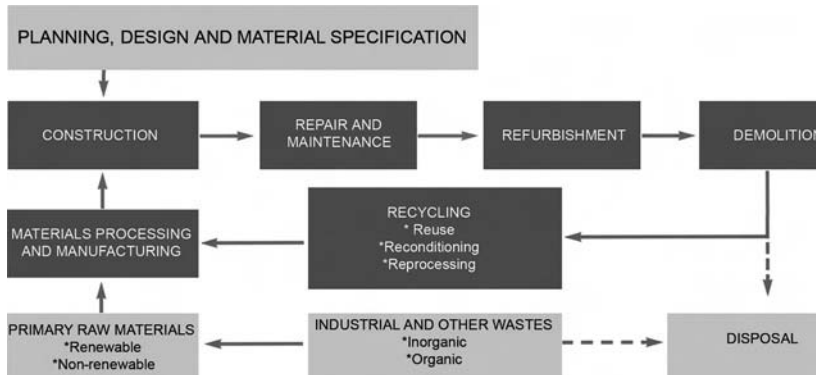 PLANNING, DESIGN AND MATERIAL SPECIFICATION
CONSTRUCTION
REPAIR AND
MAINTENANCE
REFURBISHMENT
DEMOLITION
MATERIALS PROCESSING
AND MANUFACTURING
RECYCLING
* Reuse
*Reconditioning
*Reprocessing
PRIMARY RAW MATERIALS
*Renewable
*Non-renewable
INDUSTRIAL AND OTHER WASTES
*Inorganic
*Organic
DISPOSAL